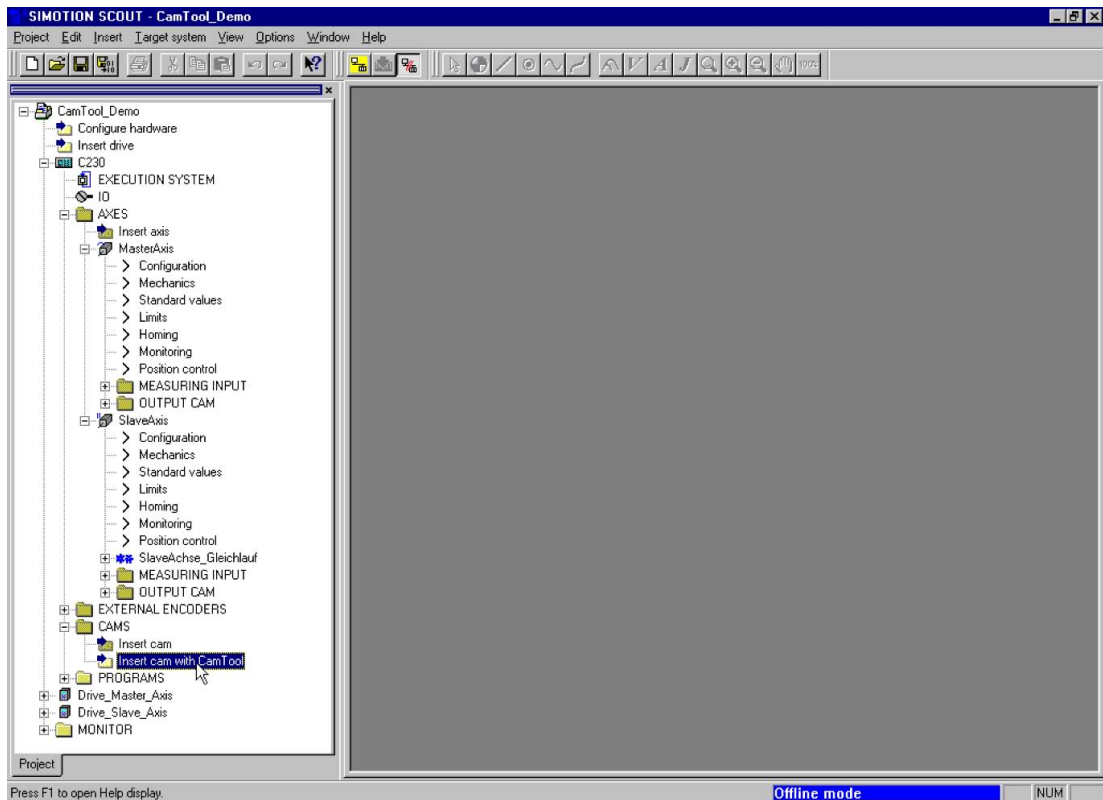 SIMOTION SCOUT - CamTool_Demo
Project Edit Insert Target system View Options Window Help
100%
CamTool_Demo
Configure hardware
Insert drive
C230
EXECUTION SYSTEM
IO
AXES
Insert axis
MasterAxis
Configuration
Mechanics
Standard values
Limits
Homing
Monitoring
Position control
MEASURING INPUT
OUTPUT CAM
SlaveAxis
Configuration
Mechanics
Standard values
Limits
Homing
Monitoring
Position control
SlaveAchse_Gleichlauf
MEASURING INPUT
OUTPUT CAM
EXTERNAL ENCODERS
CAMS
Insert cam
Insert cam with CamTool
PROGRAMS
Drive_Master_Axis
Drive_Slave_Axis
MONITOR
Project
Press F1 to open Help display. Offline mode NUM